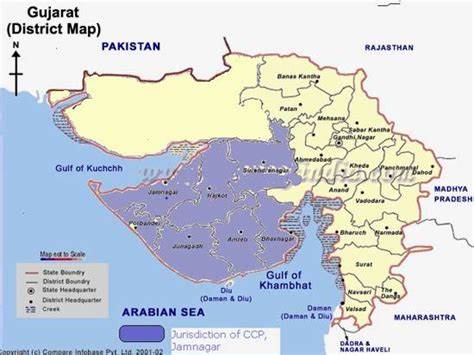 Gujarat
(District Map)
N
PAKISTAN
RAJASTHAN
Banas Kantha
Patan
Mehsana
Sabar Kantha
Gandhi Nagar
Gulf of Kuchchh
Ahmedabad
Kheda
Panchmahal
Dahod
Surendranagar
Jamnagar
Rajkot
Anand
Vadodara
MADHYA
PRADESH
Porbandar
Junagadh
Amreli
Bhavnagar
Bharuch
Narmada
Map not to Scale
State Boundry
District Boundry
State Headquarter
District Headquarter
Creek
Diu
(Daman & Diu)
Gulf of
Khambhat
Surat
Navsari
The
Dangs
Valsad
Daman
(Daman & Diu)
ARABIAN SEA
MAHARASHTRA
DADRA &
NAGAR HAVELI
Jurisdiction of CCP,
Jamnagar
Copyright (c) Compare Infobase Pvt. Ltd. 2001-02